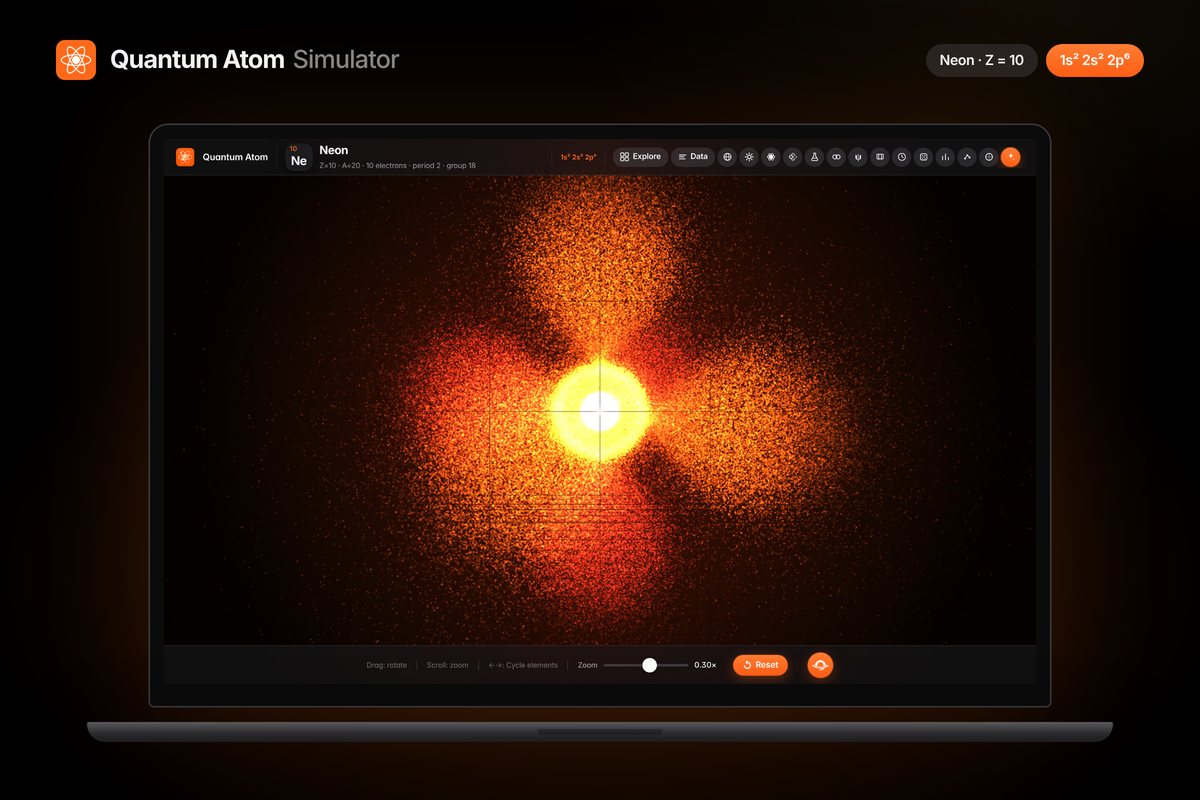 Quantum Atom Simulator
Neon · Z = 10
1s² 2s² 2p⁶
Quantum Atom
10
Ne
Neon
Z=10 · A=20 · 10 electrons · period 2 · group 18
1s² 2s² 2p⁶
Explore
Data
Drag: rotate
Scroll: zoom
←→: Cycle elements
Zoom
0.30×
Reset